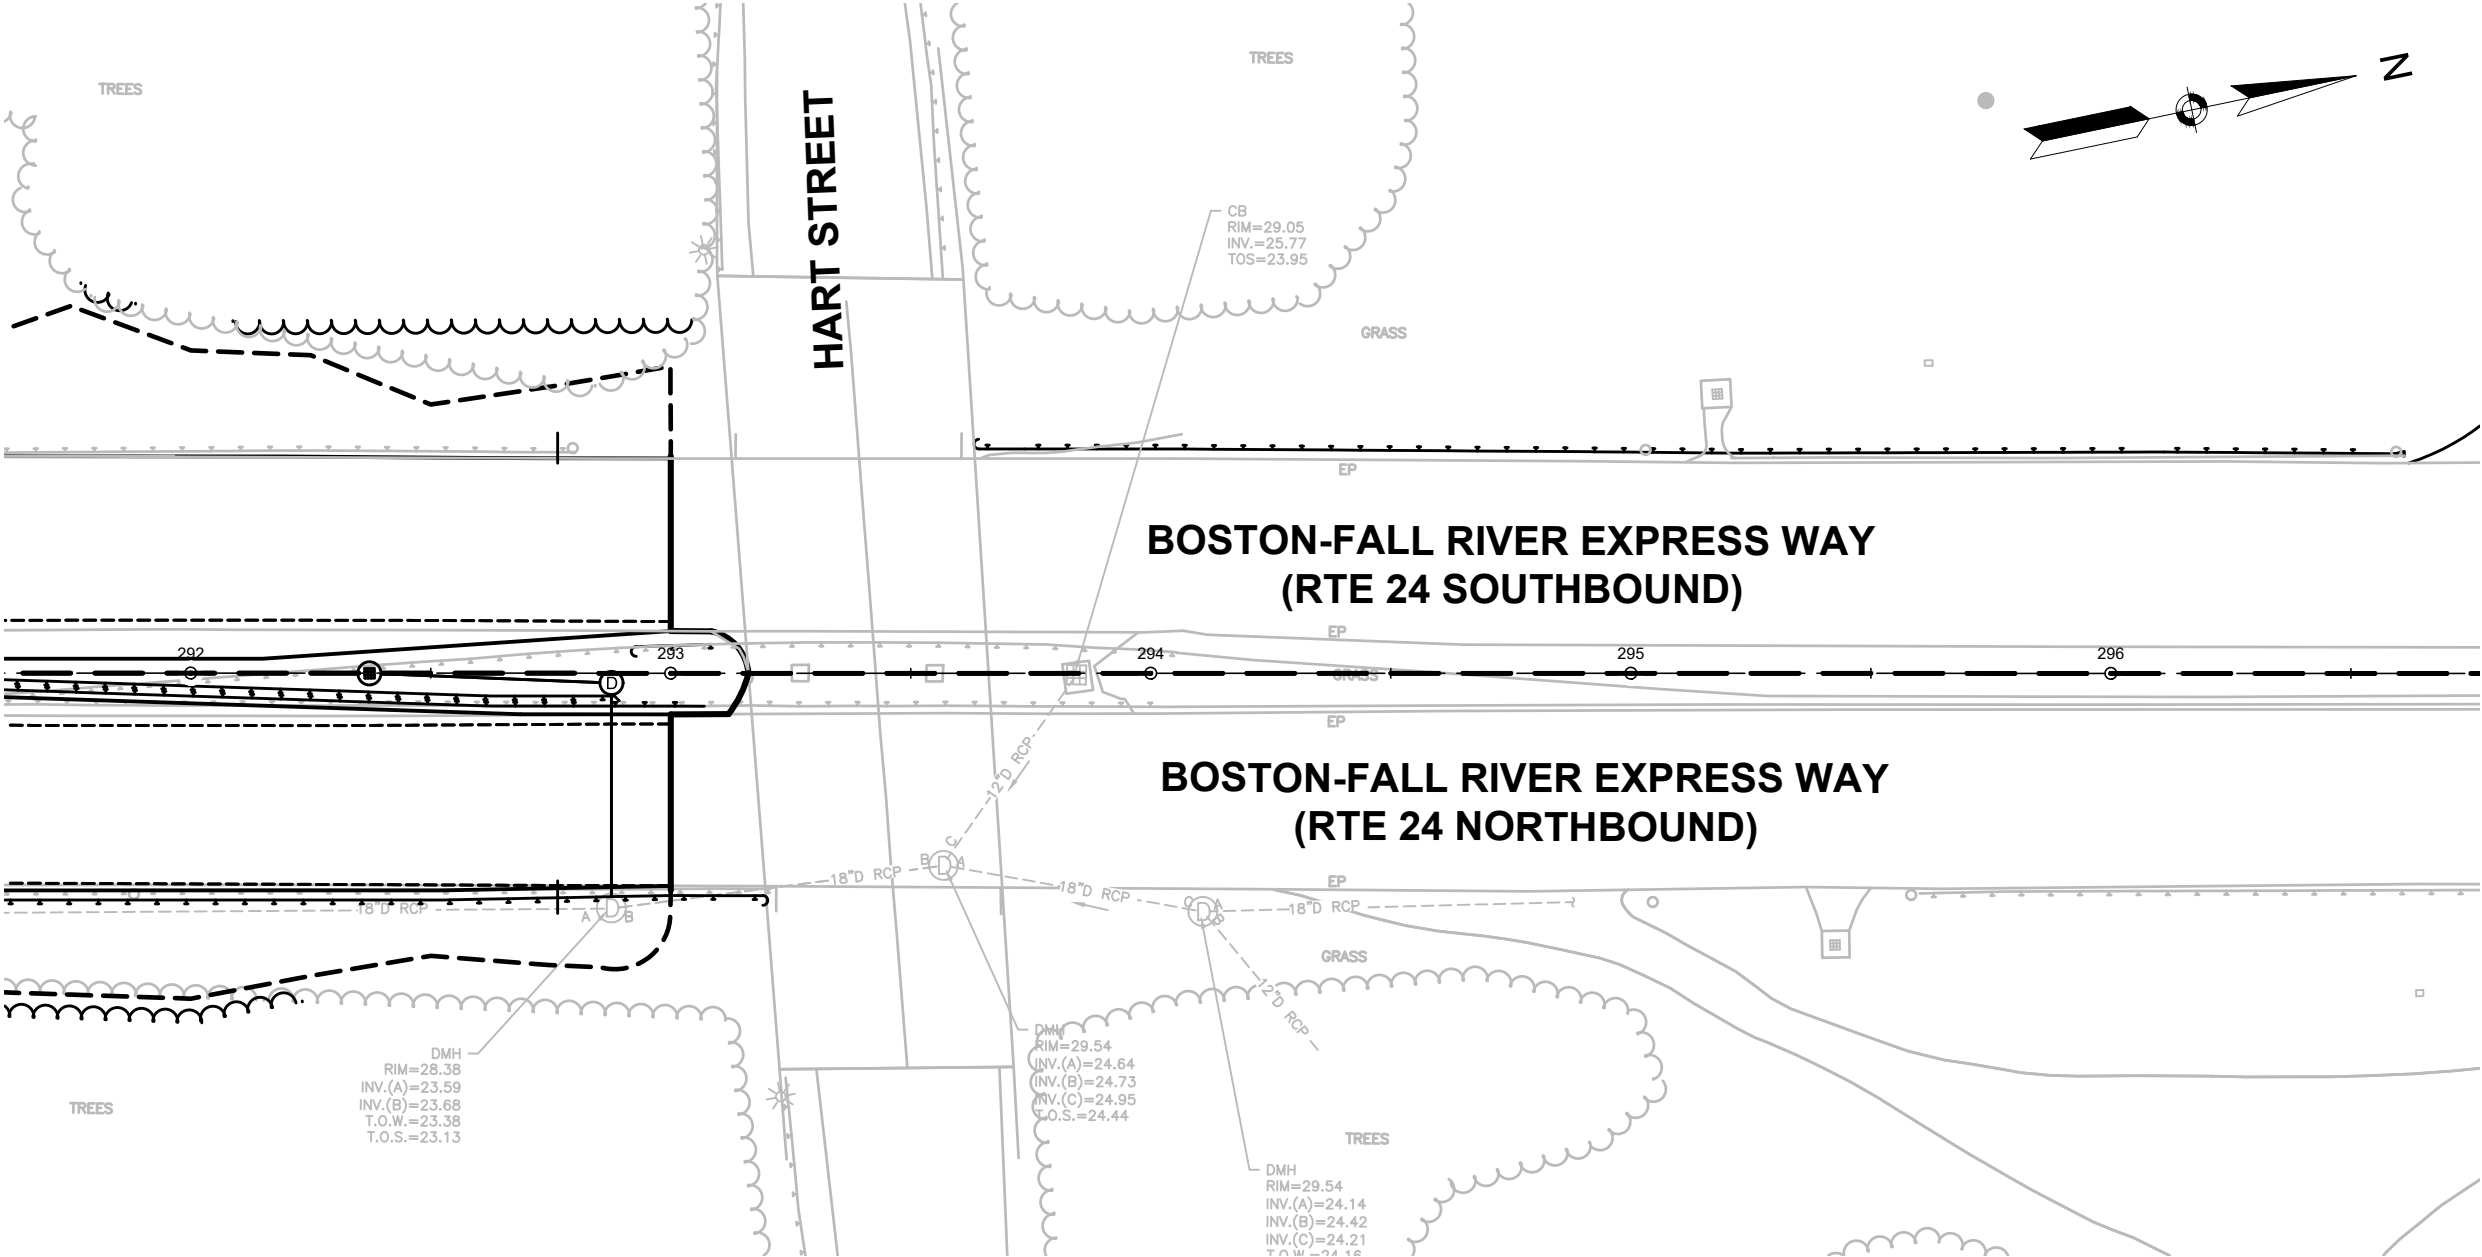 TREES
TREES
N
HART STREET
CB
RIM=29.05
INV.=25.77
TOS=23.95
GRASS
EP
BOSTON-FALL RIVER EXPRESS WAY
(RTE 24 SOUTHBOUND)
EP
292
293
294
295
296
GRASS
D
EP
12"D RCP
BOSTON-FALL RIVER EXPRESS WAY
(RTE 24 NORTHBOUND)
C
B D A
18"D RCP
18"D RCP
EP
18"D RCP
A D B
C D A
B
18"D RCP
GRASS
12"D RCP
DMH
RIM=28.38
INV.(A)=23.59
INV.(B)=23.68
T.O.W.=23.38
T.O.S.=23.13
DMH
RIM=29.54
INV.(A)=24.64
INV.(B)=24.73
INV.(C)=24.95
T.O.S.=24.44
TREES
TREES
DMH
RIM=29.54
INV.(A)=24.14
INV.(B)=24.42
INV.(C)=24.21
T.O.W.=24.16